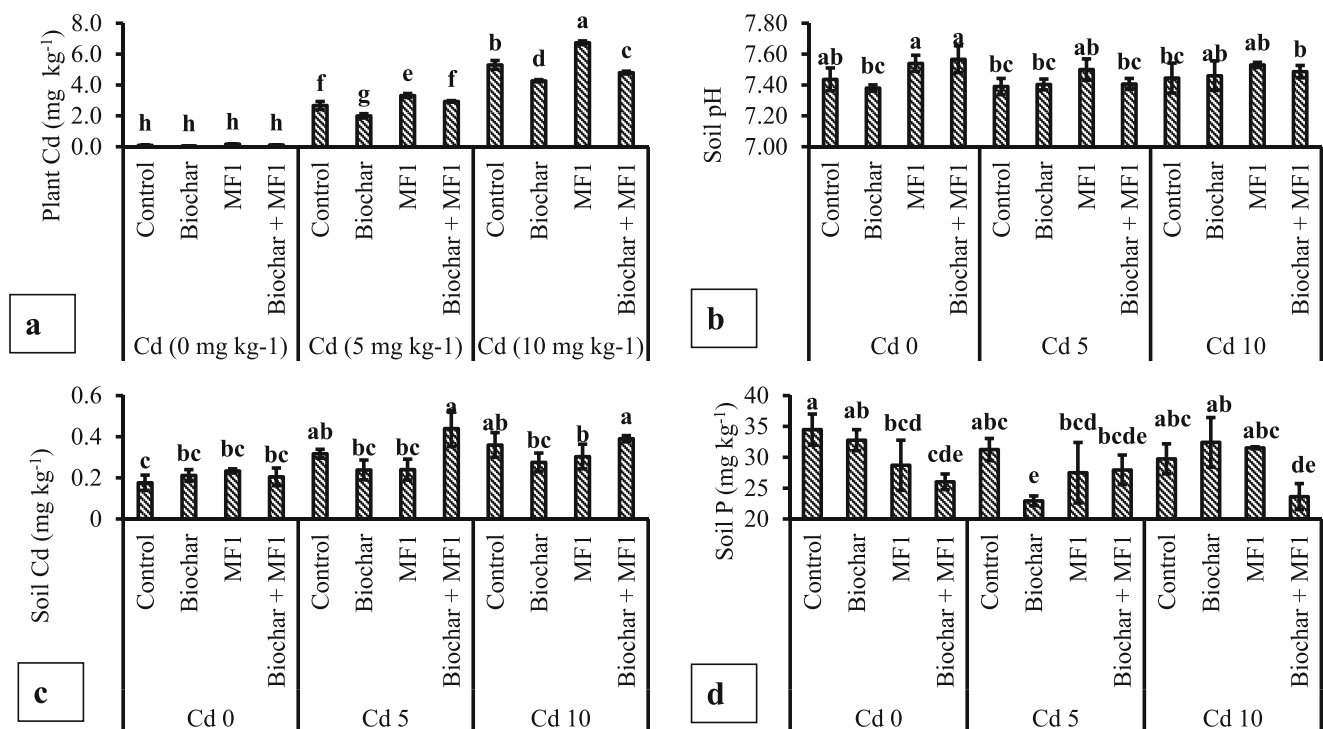 Plant Cd (mg kg-1)
8.0
6.0
4.0
2.0
0.0
h h h h f g e f b d a c
Control Biochar MF1 Biochar + MF1 Control Biochar MF1 Biochar + MF1 Control Biochar MF1 Biochar + MF1
Cd (0 mg kg-1) Cd (5 mg kg-1) Cd (10 mg kg-1)
a
Soil pH
7.80
7.60
7.40
7.20
7.00
ab bc a a bc bc ab bc bc ab ab b
Control Biochar MF1 Biochar + MF1 Control Biochar MF1 Biochar + MF1 Control Biochar MF1 Biochar + MF1
Cd 0 Cd 5 Cd 10
b
Soil Cd (mg kg-1)
0.6
0.4
0.2
0
c bc bc bc ab bc bc a ab bc b a
Control Biochar MF1 Biochar + MF1 Control Biochar MF1 Biochar + MF1 Control Biochar MF1 Biochar + MF1
Cd 0 Cd 5 Cd 10
c
Soil P (mg kg-1)
40
35
30
25
20
a ab bcd cde abc e bcd bcde abc ab abc de
Control Biochar MF1 Biochar + MF1 Control Biochar MF1 Biochar + MF1 Control Biochar MF1 Biochar + MF1
Cd 0 Cd 5 Cd 10
d